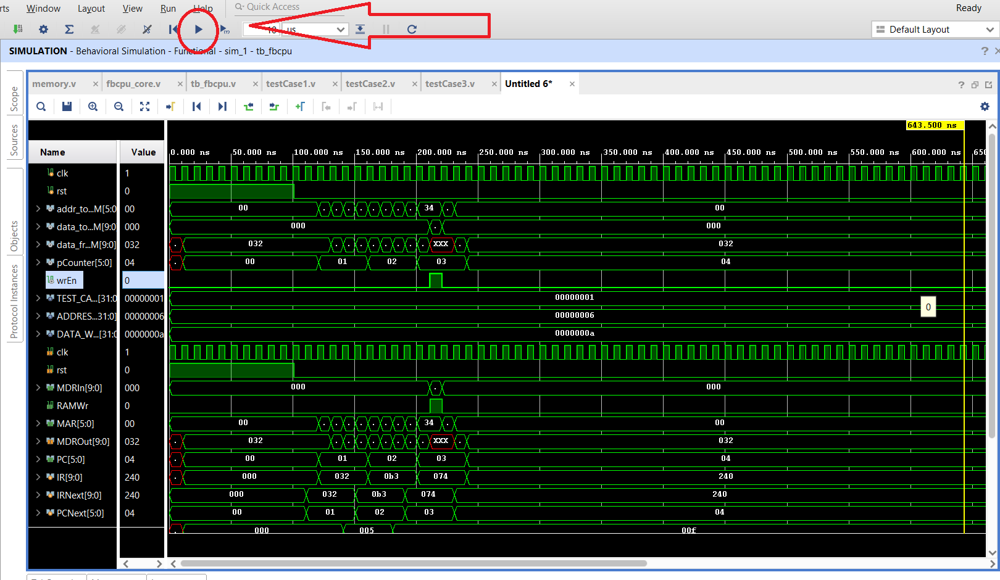 rts Window Layout View Run Help Quick Access Ready
10 us Default Layout
SIMULATION - Behavioral Simulation - Functional - sim_1 - tb_fbcpu ?
memory.v fbcpu_core.v tb_fbcpu.v testCase1.v testCase2.v testCase3.v Untitled 6* ?
Scope
Sources
Objects
Protocol Instances
643.500 ns
Name Value 0.000 ns 50.000 ns 100.000 ns 150.000 ns 200.000 ns 250.000 ns 300.000 ns 350.000 ns 400.000 ns 450.000 ns 500.000 ns 550.000 ns 600.000 ns 650
clk 1
rst 0
addr_to...M[5:0 00 00 34 00
data_to...M[9:0] 000 000 000
data_fr...M[9:0] 032 032 XXX 032
pCounter[5:0] 04 00 01 02 03 04
wrEn 0
TEST_CA...[31:0 00000001 00000001
0
ADDRES...31:0] 00000006 00000006
DATA_W...[31:0 0000000a 0000000a
clk 1
rst 0
MDRIn[9:0] 000 000 000
RAMWr 0
MAR[5:0] 00 00 34 00
MDROut[9:0] 032 032 XXX 032
PC[5:0] 04 00 01 02 03 04
IR[9:0] 240 000 032 0b3 074 240
IRNext[9:0] 240 000 032 0b3 074 240
PCNext[5:0] 04 00 01 02 03 04
000 005 00f